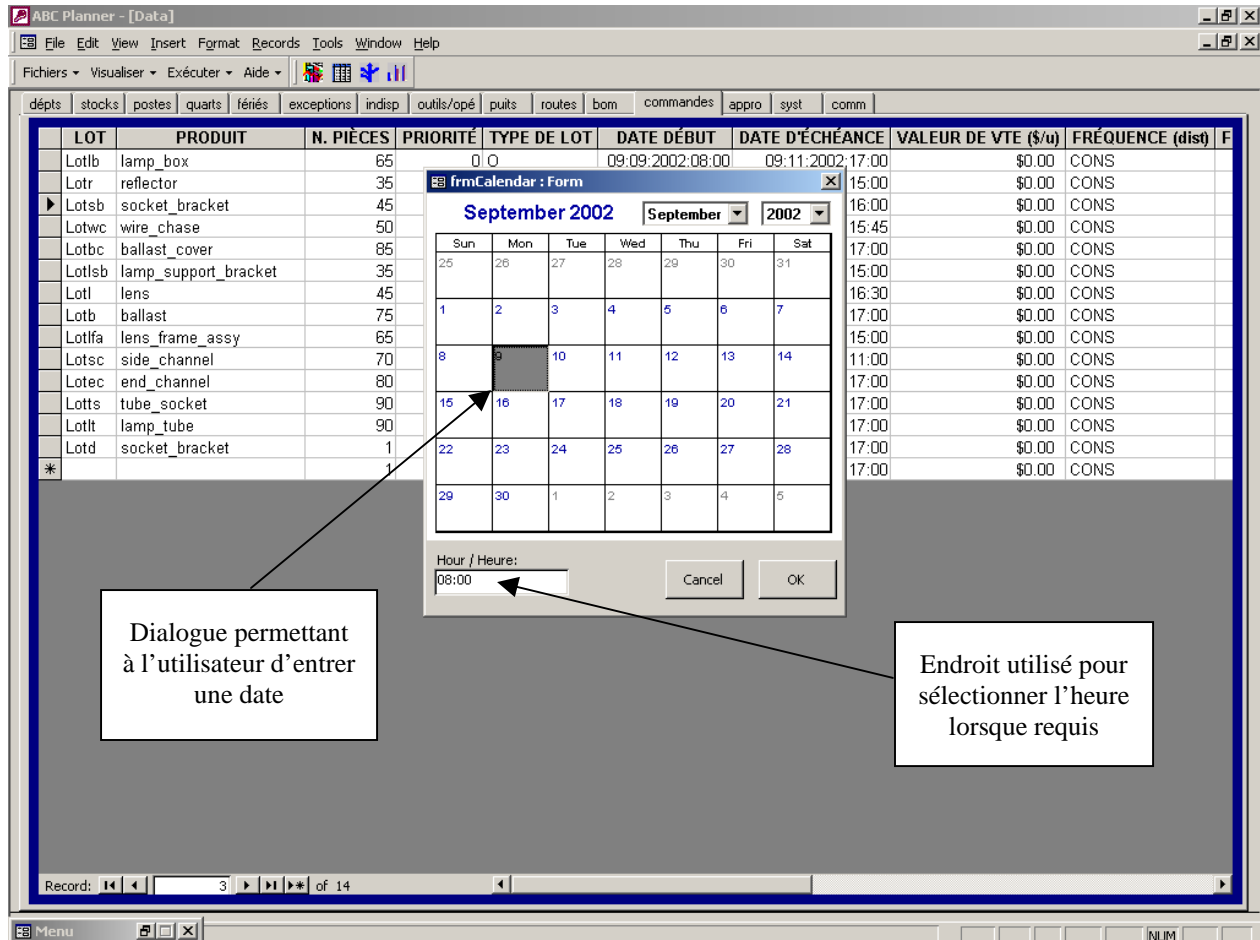 ABC Planner - [Data]
File Edit View Insert Format Records Tools Window Help
Fichiers Visualiser Exécuter Aide
dépts stocks postes quarts fériés exceptions indisp outils/opé puits routes bom commandes appro syst comm
LOT PRODUIT N. PIÈCES PRIORITÉ TYPE DE LOT DATE DÉBUT DATE D'ÉCHÉANCE VALEUR DE VTE ($/u) FRÉQUENCE (dist) F
Lotlb lamp_box 65 0 O 09:09:2002:08:00 09:11:2002:17:00 $0.00 CONS
Lotr reflector 35 15:00 $0.00 CONS
Lotsb socket_bracket 45 16:00 $0.00 CONS
Lotwc wire_chase 50 15:45 $0.00 CONS
Lotbc ballast_cover 85 17:00 $0.00 CONS
Lotlsb lamp_support_bracket 35 15:00 $0.00 CONS
Lotl lens 45 16:30 $0.00 CONS
Lotb ballast 75 17:00 $0.00 CONS
Lotlfa lens_frame_assy 65 15:00 $0.00 CONS
Lotsc side_channel 70 11:00 $0.00 CONS
Lotec end_channel 80 17:00 $0.00 CONS
Lotts tube_socket 90 17:00 $0.00 CONS
Lotlt lamp_tube 90 17:00 $0.00 CONS
Lotd socket_bracket 1 17:00 $0.00 CONS
* 1 17:00 $0.00 CONS
frmCalendar : Form
September 2002 September 2002
Sun Mon Tue Wed Thu Fri Sat
25 26 27 28 29 30 31
1 2 3 4 5 6 7
8 9 10 11 12 13 14
15 16 17 18 19 20 21
22 23 24 25 26 27 28
29 30 1 2 3 4 5
Hour / Heure:
08:00
Cancel OK
Dialogue permettant
à l'utilisateur d'entrer
une date
Endroit utilisé pour
sélectionner l'heure
lorsque requis
Record: 3 of 14
Menu
NUM